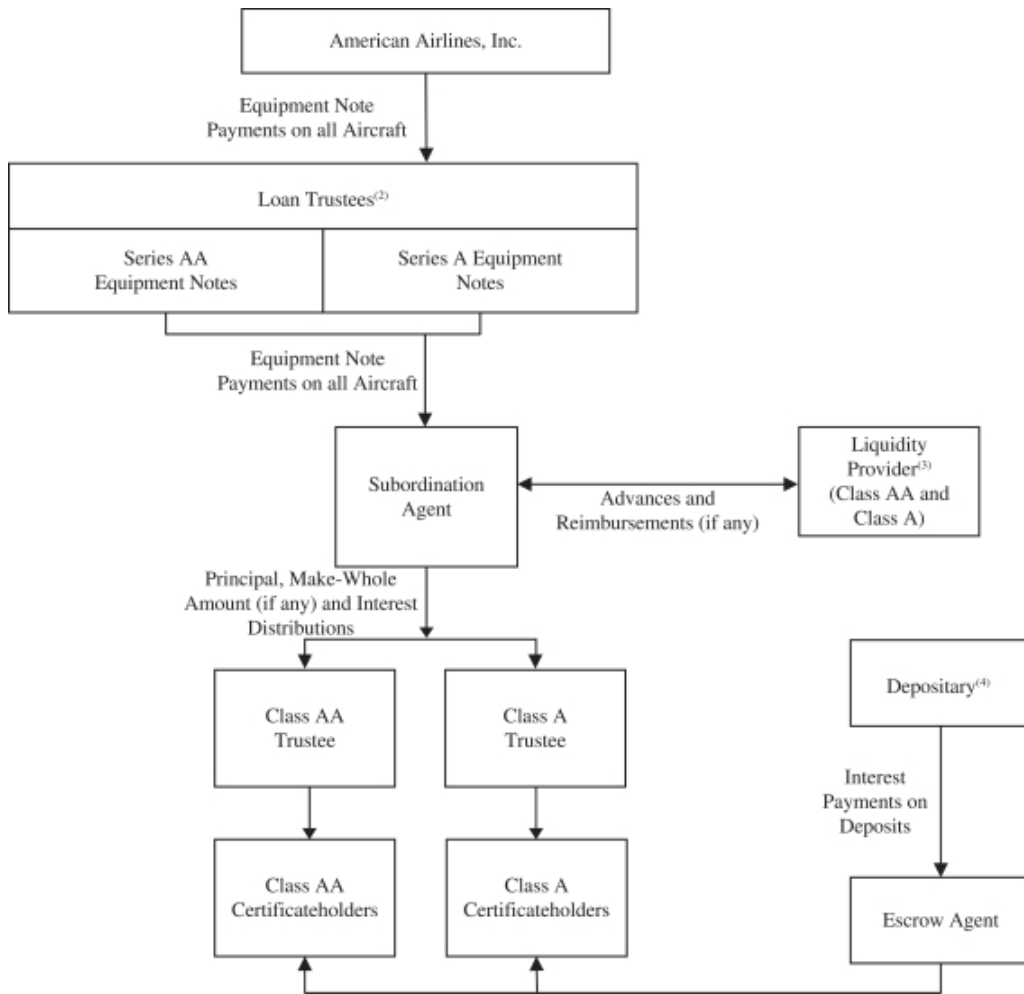 American Airlines, Inc.
Equipment Note
Payments on all Aircraft
Loan Trustees(2)
Series AA
Equipment Notes
Series A Equipment
Notes
Equipment Note
Payments on all Aircraft
Subordination
Agent
Advances and
Reimbursements (if any)
Liquidity
Provider(3)
(Class AA and
Class A)
Principal, Make-Whole
Amount (if any) and Interest
Distributions
Class AA
Trustee
Class A
Trustee
Depositary(4)
Interest
Payments on
Deposits
Class AA
Certificateholders
Class A
Certificateholders
Escrow Agent